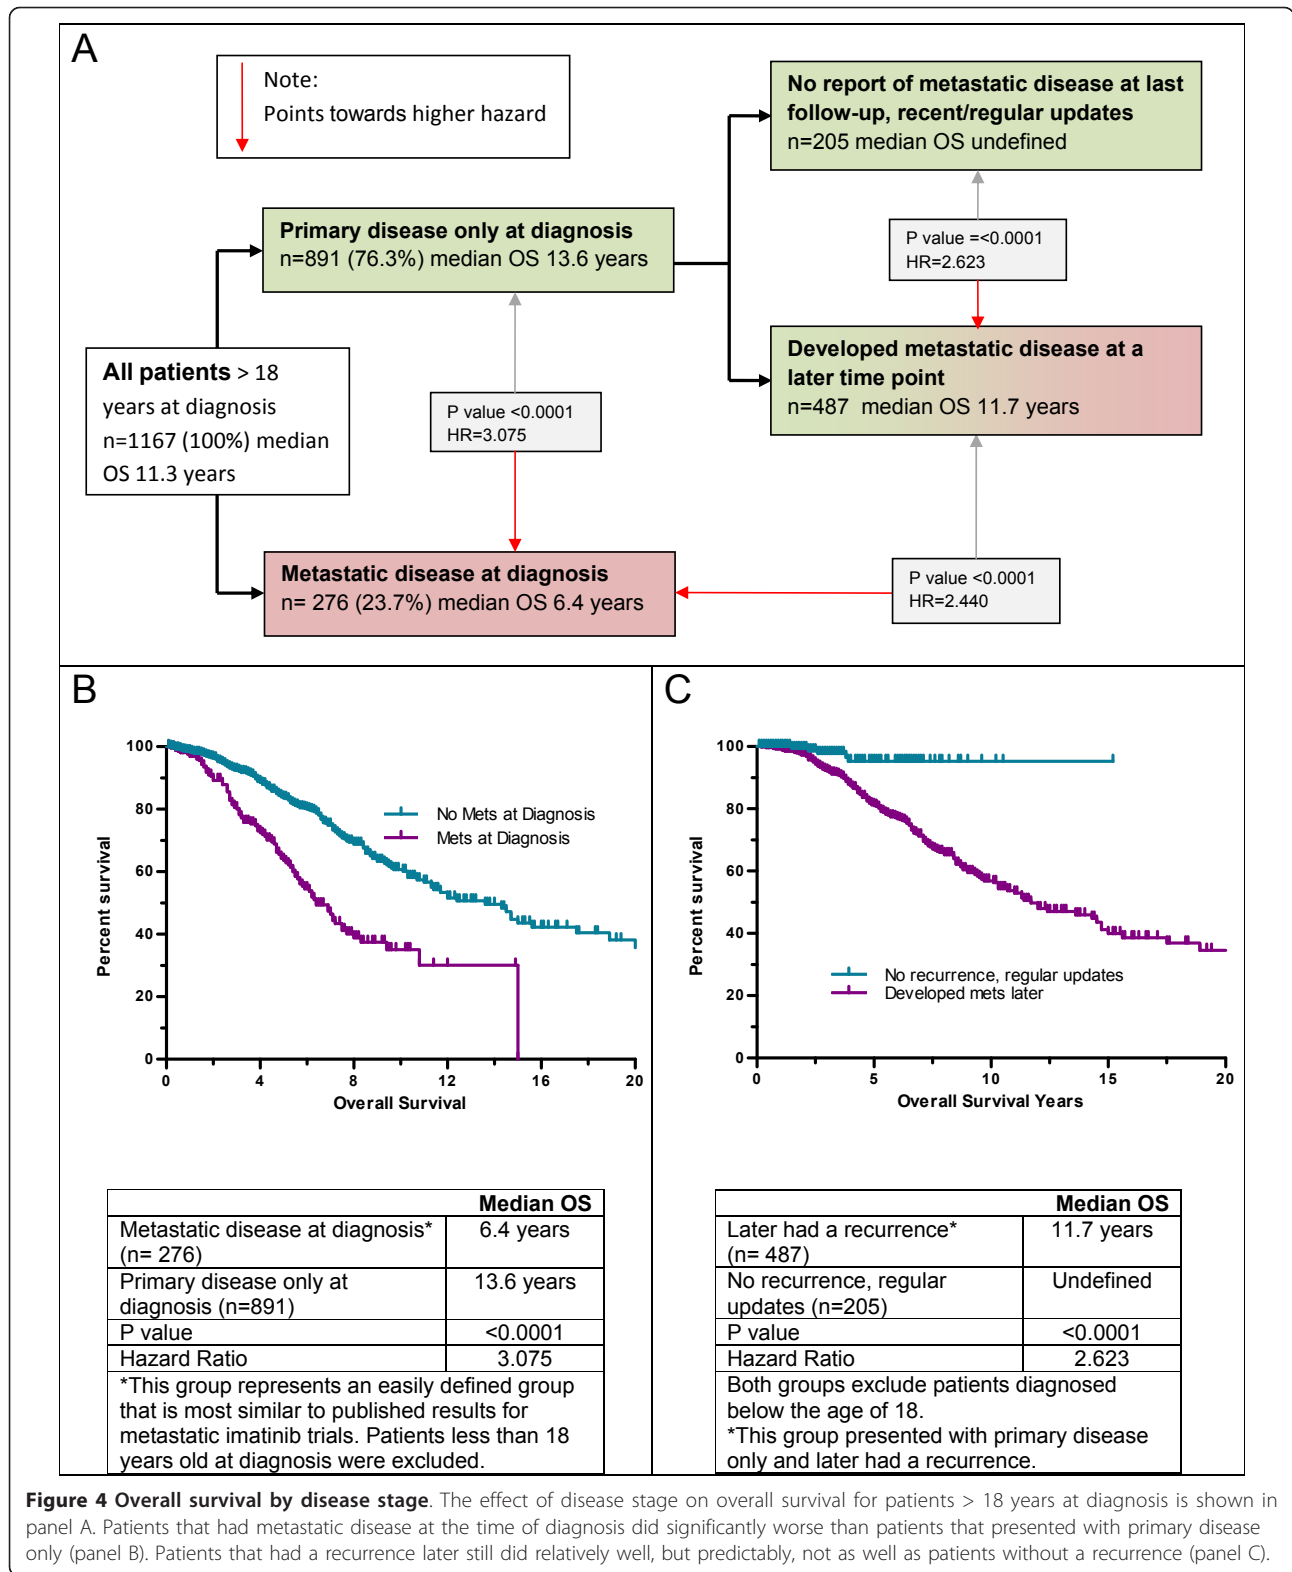 A
Note:
Points towards higher hazard
No report of metastatic disease at last
follow-up, recent/regular updates
n=205 median OS undefined
Primary disease only at diagnosis
n=891 (76.3%) median OS 13.6 years
P value =<0.0001
HR=2.623
All patients > 18
years at diagnosis
n=1167 (100%) median
OS 11.3 years
P value <0.0001
HR=3.075
Developed metastatic disease at a
later time point
n=487 median OS 11.7 years
Metastatic disease at diagnosis
n= 276 (23.7%) median OS 6.4 years
P value <0.0001
HR=2.440
B
100
80
60
40
20
0
Percent survival
No Mets at Diagnosis
Mets at Diagnosis
0 4 8 12 16 20
Overall Survival
Median OS
Metastatic disease at diagnosis* 6.4 years
(n= 276)
Primary disease only at 13.6 years
diagnosis (n=891)
P value <0.0001
Hazard Ratio 3.075
*This group represents an easily defined group
that is most similar to published results for
metastatic imatinib trials. Patients less than 18
years old at diagnosis were excluded.
C
100
80
60
40
20
0
Percent survival
No recurrence, regular updates
Developed mets later
0 5 10 15 20
Overall Survival Years
Median OS
Later had a recurrence* 11.7 years
(n= 487)
No recurrence, regular Undefined
updates (n=205)
P value <0.0001
Hazard Ratio 2.623
Both groups exclude patients diagnosed
below the age of 18.
*This group presented with primary disease
only and later had a recurrence.
Figure 4 Overall survival by disease stage. The effect of disease stage on overall survival for patients > 18 years at diagnosis is shown in
panel A. Patients that had metastatic disease at the time of diagnosis did significantly worse than patients that presented with primary disease
only (panel B). Patients that had a recurrence later still did relatively well, but predictably, not as well as patients without a recurrence (panel C).